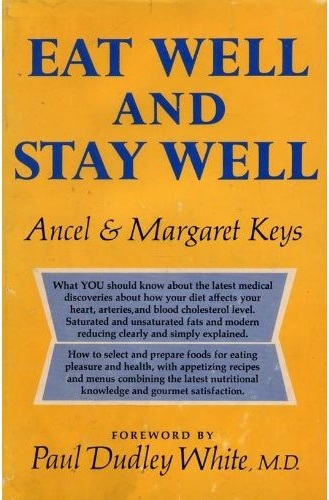 EAT WELL
AND
STAY WELL
Ancel & Margaret Keys
What YOU should know about the latest medical
discoveries about how your diet affects your
heart, arteries, and blood cholesterol level.
Saturated and unsaturated fats and modern
reducing clearly and simply explained.
How to select and prepare foods for eating
pleasure and health, with appetizing recipes
and menus combining the latest nutritional
knowledge and gourmet satisfaction.
FOREWORD BY
Paul Dudley White, M.D.